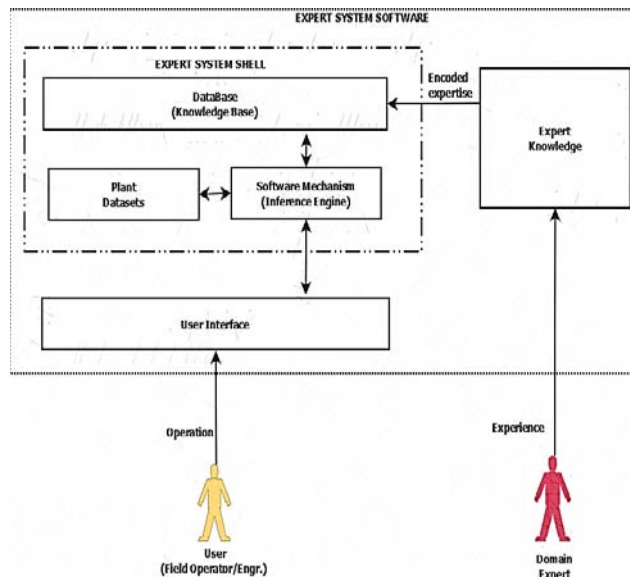 EXPERT SYSTEM SOFTWARE
EXPERT SYSTEM SHELL
DataBase
(Knowledge Base)
Encoded
expertise
Expert
Knowledge
Plant
Datasets
Software Mechanism
(Inference Engine)
User Interface
Operation
Experience
User
(Field Operator/Engr.)
Domain
Expert